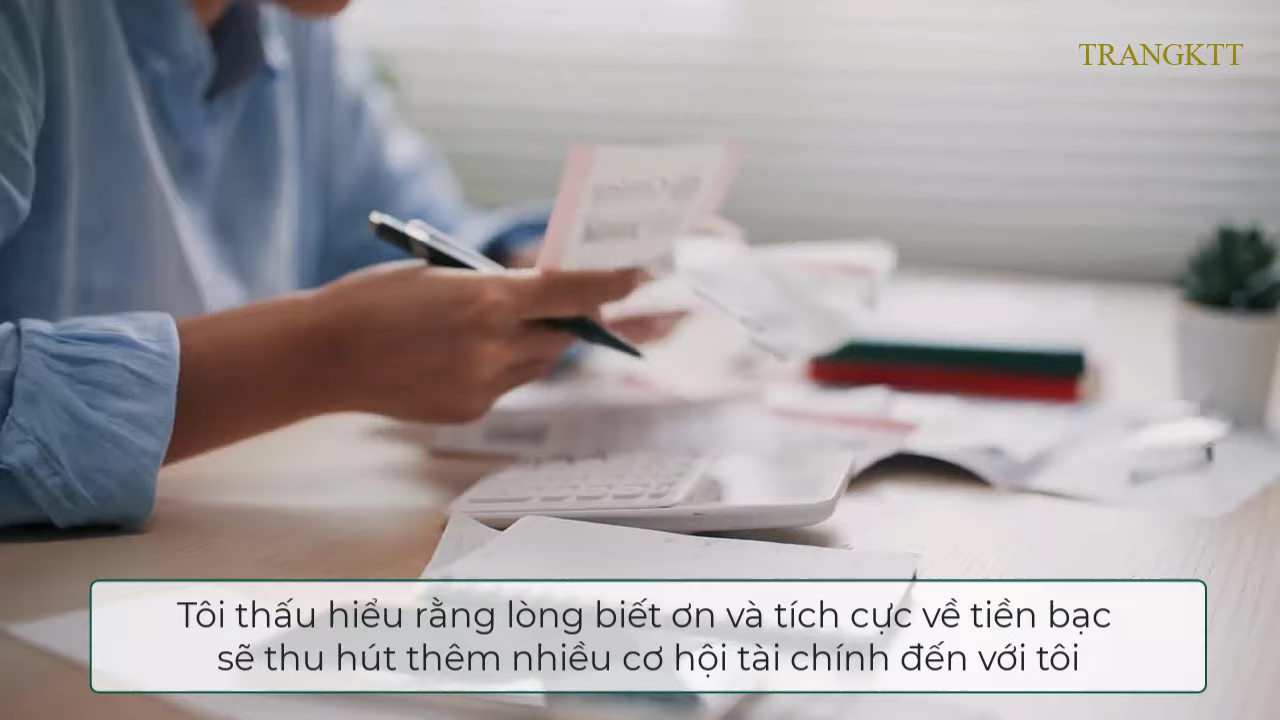 TRANGKTT
Tôi thấu hiểu rằng lòng biết ơn và tích cực về tiền bạc
sẽ thu hút thêm nhiều cơ hội tài chính đến với tôi